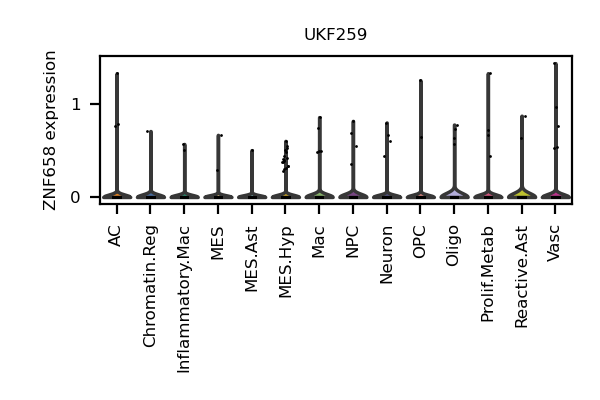 UKF259
ZNF658 expression
1
0
AC
Chromatin.Reg
Inflammatory.Mac
MES
MES.Ast
MES.Hyp
Mac
NPC
Neuron
OPC
Oligo
Prolif.Metab
Reactive.Ast
Vasc